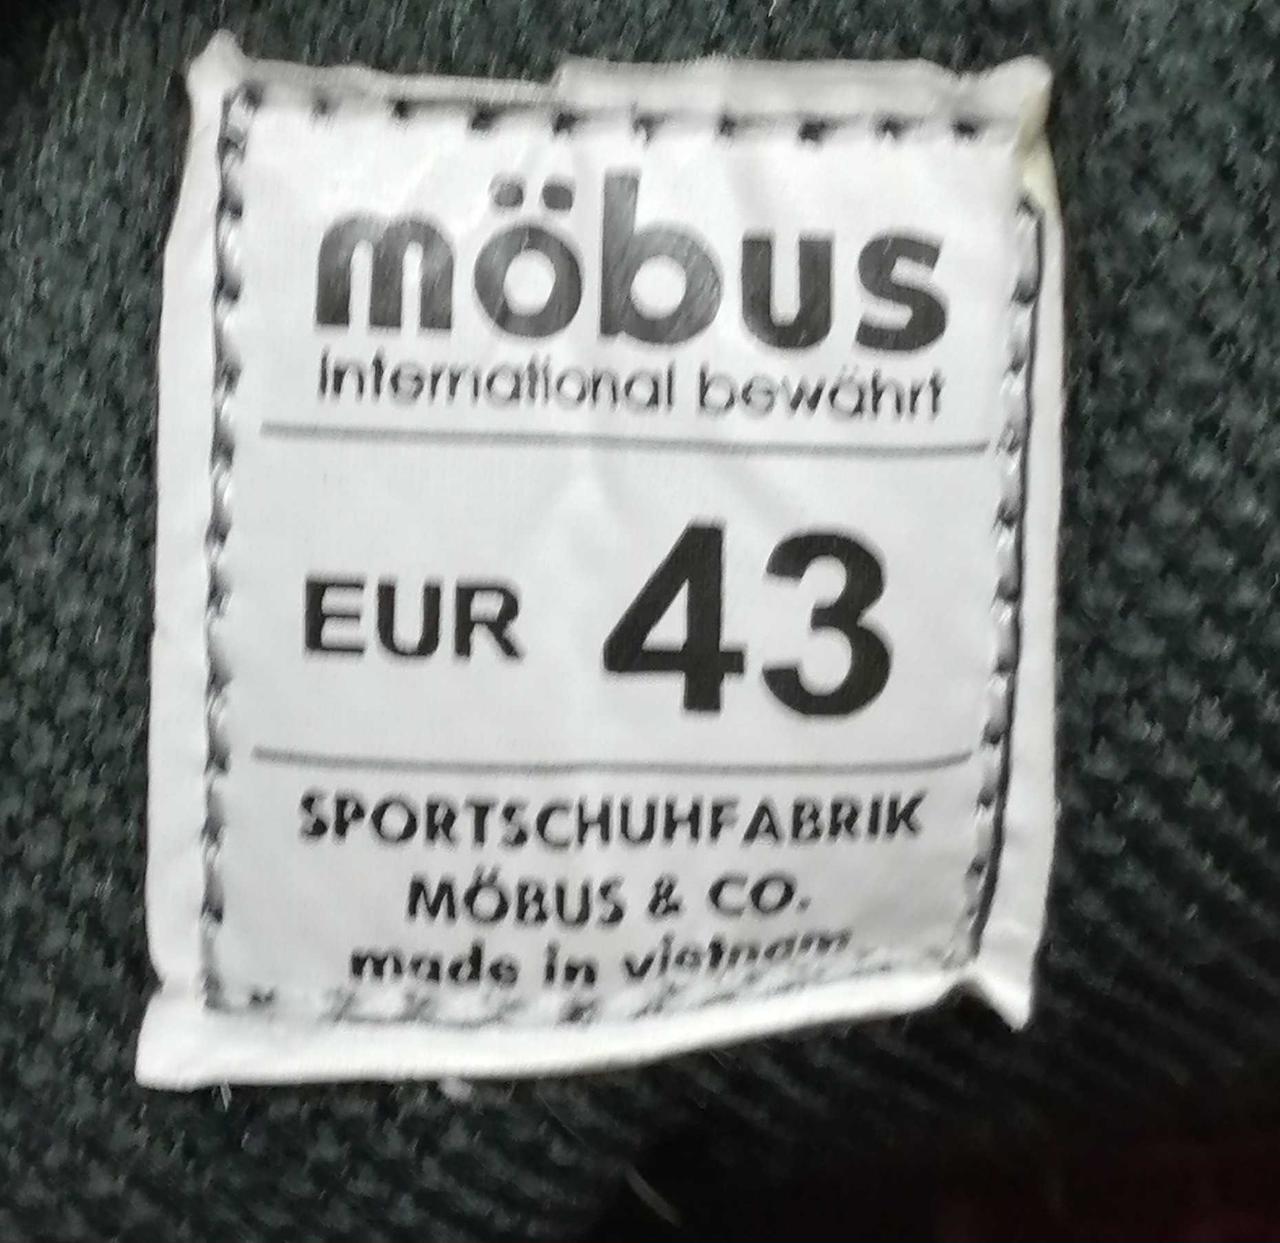 möbus
international bewährt
EUR 43
SPORTSCHUHFABRIK
MÖBUS & CO.
made in vietnam